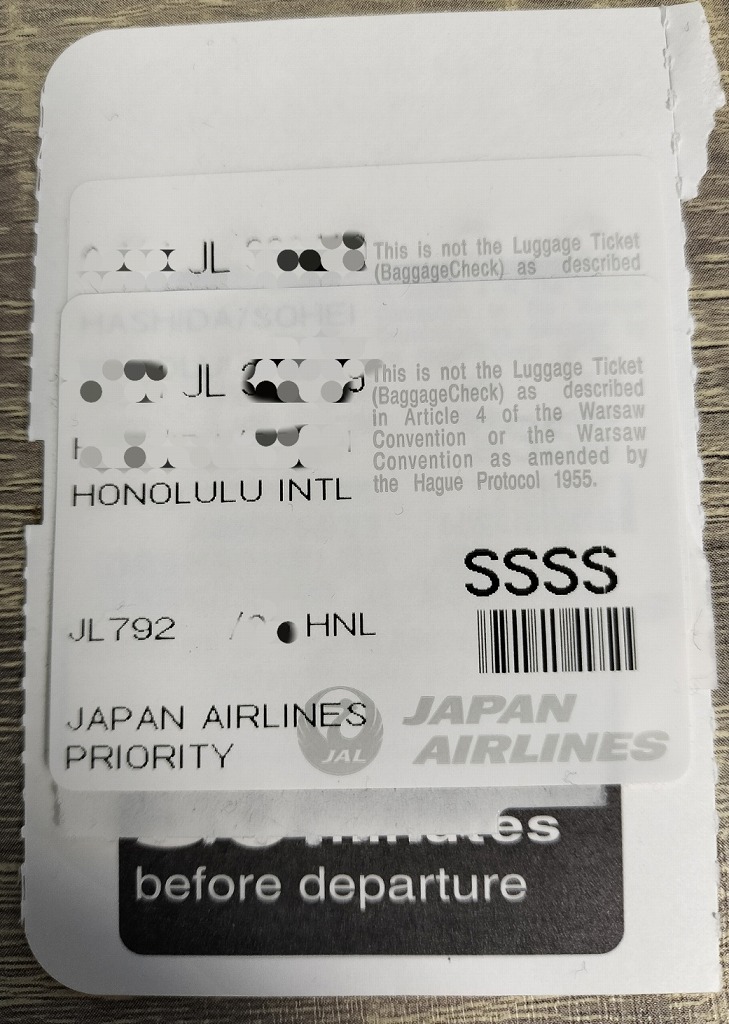 JL
This is not the Luggage Ticket
(BaggageCheck) as described
HASHIDA/SOHEI
JL
This is not the Luggage Ticket
(BaggageCheck) as described
in Article 4 of the Warsaw
Convention or the Warsaw
Convention as amended by
the Hague Protocol 1955.
HONOLULU INTL
SSSS
JL792
HNL
JAPAN AIRLINES
PRIORITY
JAL
JAPAN
AIRLINES
minutes
before departure